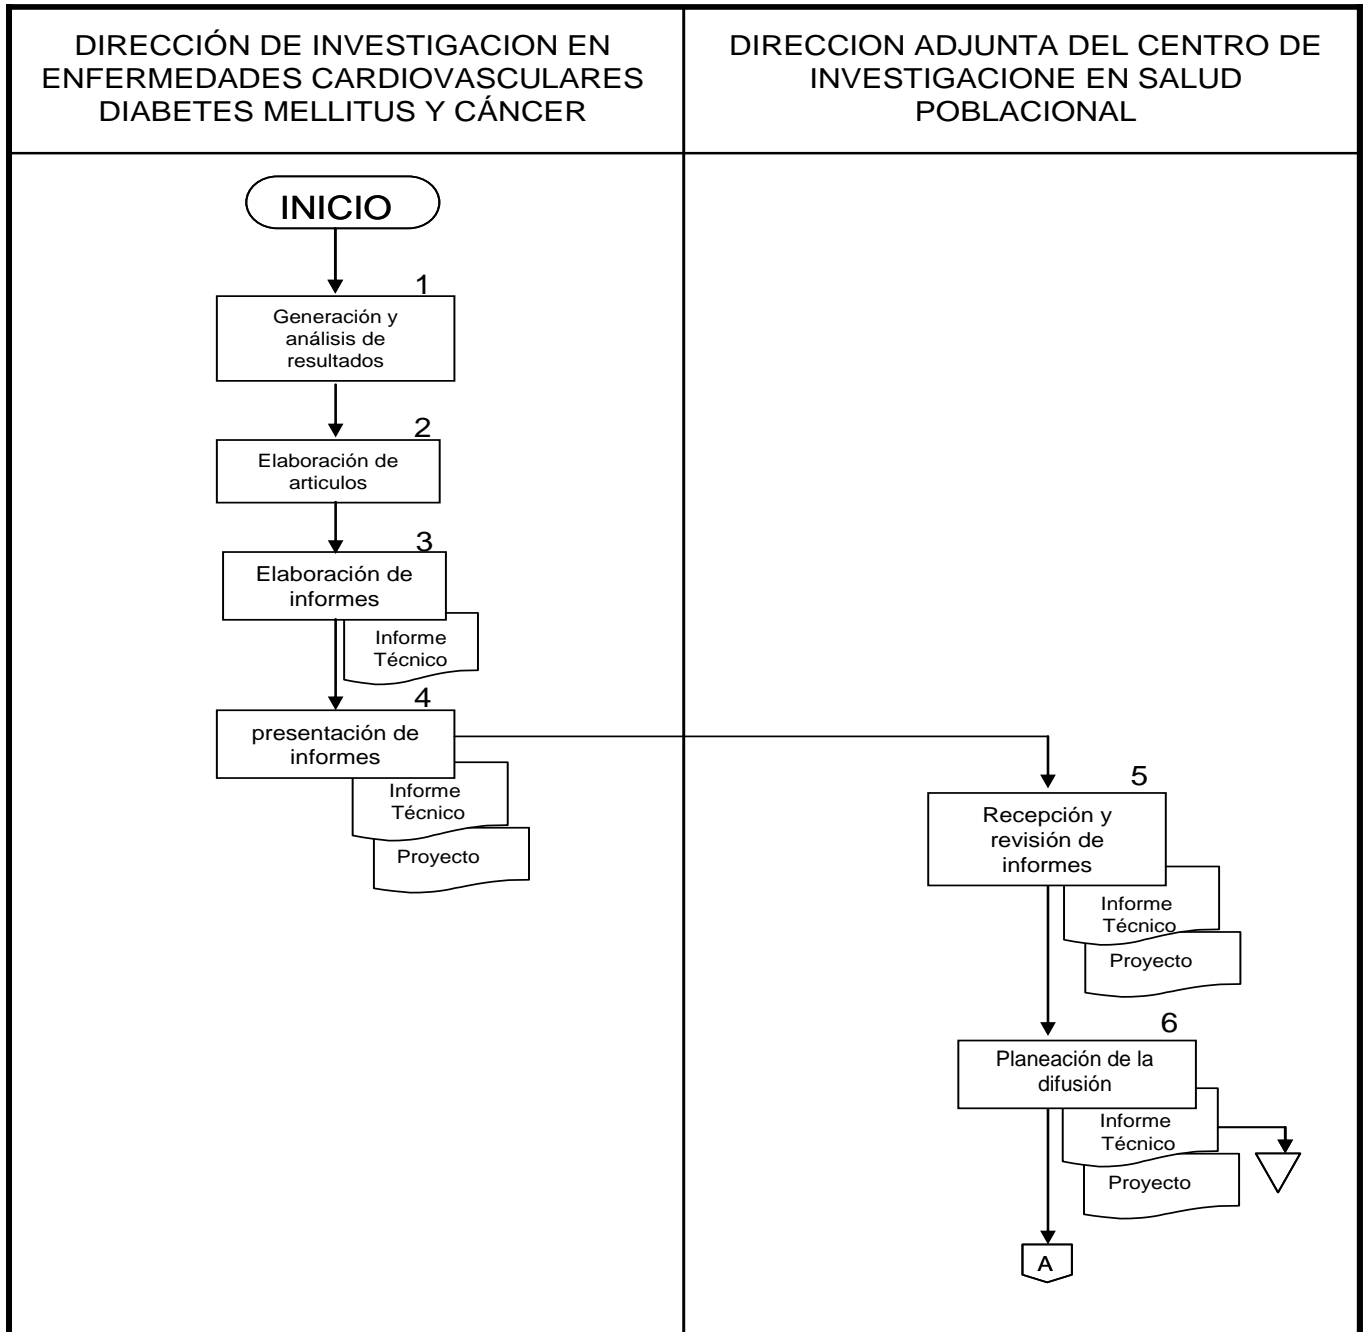 DIRECCIÓN DE INVESTIGACION EN
ENFERMEDADES CARDIOVASCULARES
DIABETES MELLITUS Y CÁNCER
DIRECCION ADJUNTA DEL CENTRO DE
INVESTIGACIONE EN SALUD
POBLACIONAL
INICIO
1
Generación y
análisis de
resultados
2
Elaboración de
articulos
3
Elaboración de
informes
Informe
Técnico
4
presentación de
informes
Informe
Técnico
Proyecto
5
Recepción y
revisión de
informes
Informe
Técnico
Proyecto
6
Planeación de la
difusión
Informe
Técnico
Proyecto
A